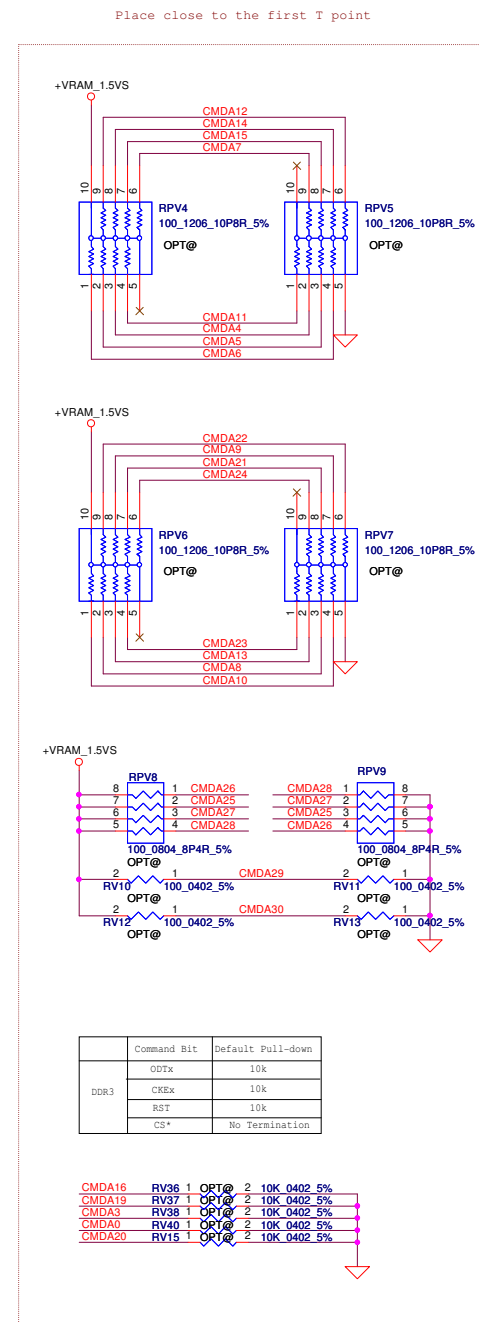 Place close to the first T point
+VRAM_1.5VS
CMDA12
CMDA14
CMDA15
CMDA7
10 9 8 7 6
10 9 8 7 6
RPV4
100_1206_10P8R_5%
OPT@
RPV5
100_1206_10P8R_5%
OPT@
1 2 3 4 5
1 2 3 4 5
CMDA11
CMDA4
CMDA5
CMDA6
+VRAM_1.5VS
CMDA22
CMDA9
CMDA21
CMDA24
10 9 8 7 6
10 9 8 7 6
RPV6
100_1206_10P8R_5%
OPT@
RPV7
100_1206_10P8R_5%
OPT@
1 2 3 4 5
1 2 3 4 5
CMDA23
CMDA13
CMDA8
CMDA10
+VRAM_1.5VS
RPV8
RPV9
8 1 CMDA26 CMDA28 1 8
7 2 CMDA25 CMDA27 2 7
6 3 CMDA27 CMDA25 3 6
5 4 CMDA28 CMDA26 4 5
100_0804_8P4R_5%
OPT@
100_0804_8P4R_5%
OPT@
2 1 CMDA29 2 1
RV10 100_0402_5% RV11 100_0402_5%
OPT@ OPT@
2 1 CMDA30 2 1
RV12 100_0402_5% RV13 100_0402_5%
OPT@ OPT@
Command Bit Default Pull-down
DDR3
ODTx 10k
CKEx 10k
RST 10k
CS* No Termination
CMDA16 RV36 1 OPT@ 2 10K_0402_5%
CMDA19 RV37 1 OPT@ 2 10K_0402_5%
CMDA3 RV38 1 OPT@ 2 10K_0402_5%
CMDA0 RV40 1 OPT@ 2 10K_0402_5%
CMDA20 RV15 1 OPT@ 2 10K_0402_5%